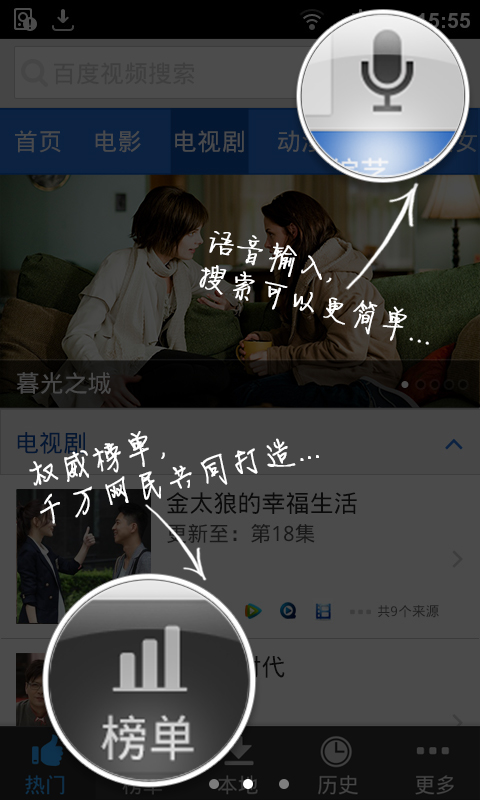 15:55
百度视频搜索
首页 电影 电视剧 动漫 综艺 女
语音输入,
搜索可以更简单...
暮光之城
电视剧
权威榜单,
千万网民共同打造...
金太狼的幸福生活
更新至：第18集
共9个来源
时代
榜单
热门 榜单 本地 历史 更多